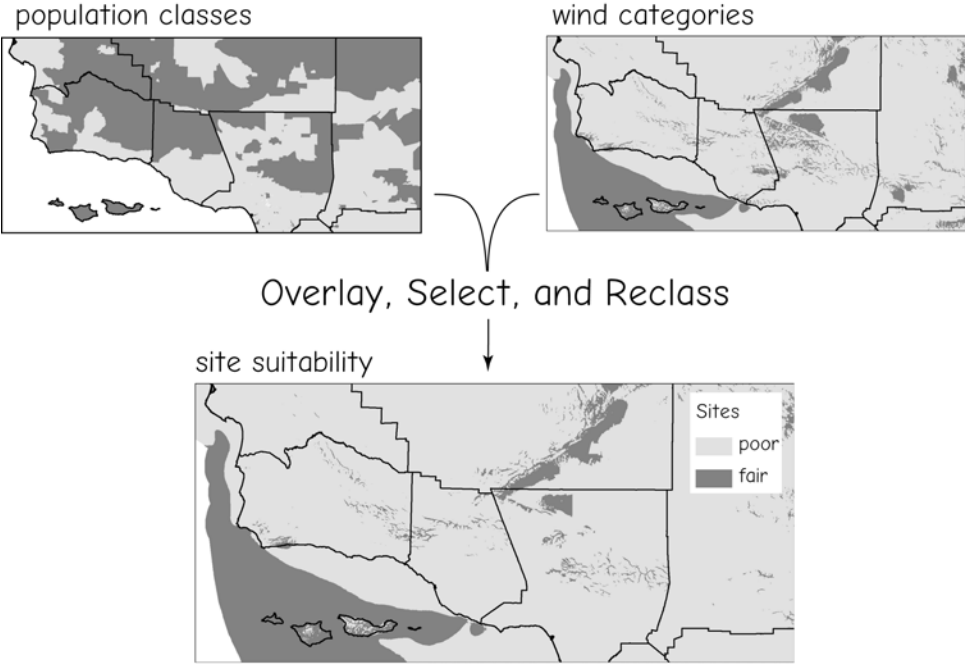 population classes
wind categories
Overlay, Select, and Reclass
site suitability
Sites
poor
fair